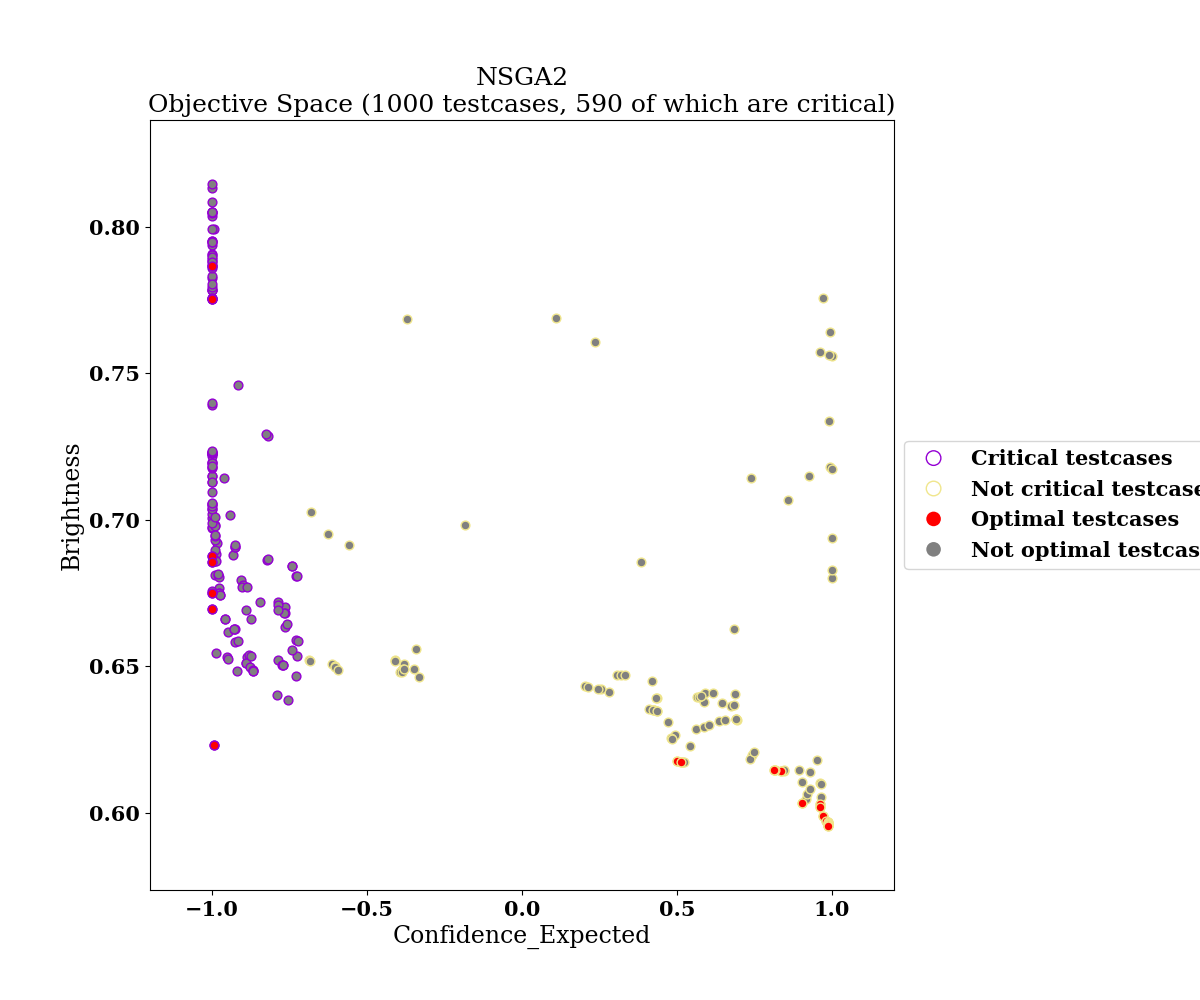 NSGA2
Objective Space (1000 testcases, 590 of which are critical)
0.80
0.75
0.70
0.65
0.60
Brightness
−1.0
−0.5
0.0
0.5
1.0
Confidence_Expected
Critical testcases
Not critical testcase
Optimal testcases
Not optimal testcas